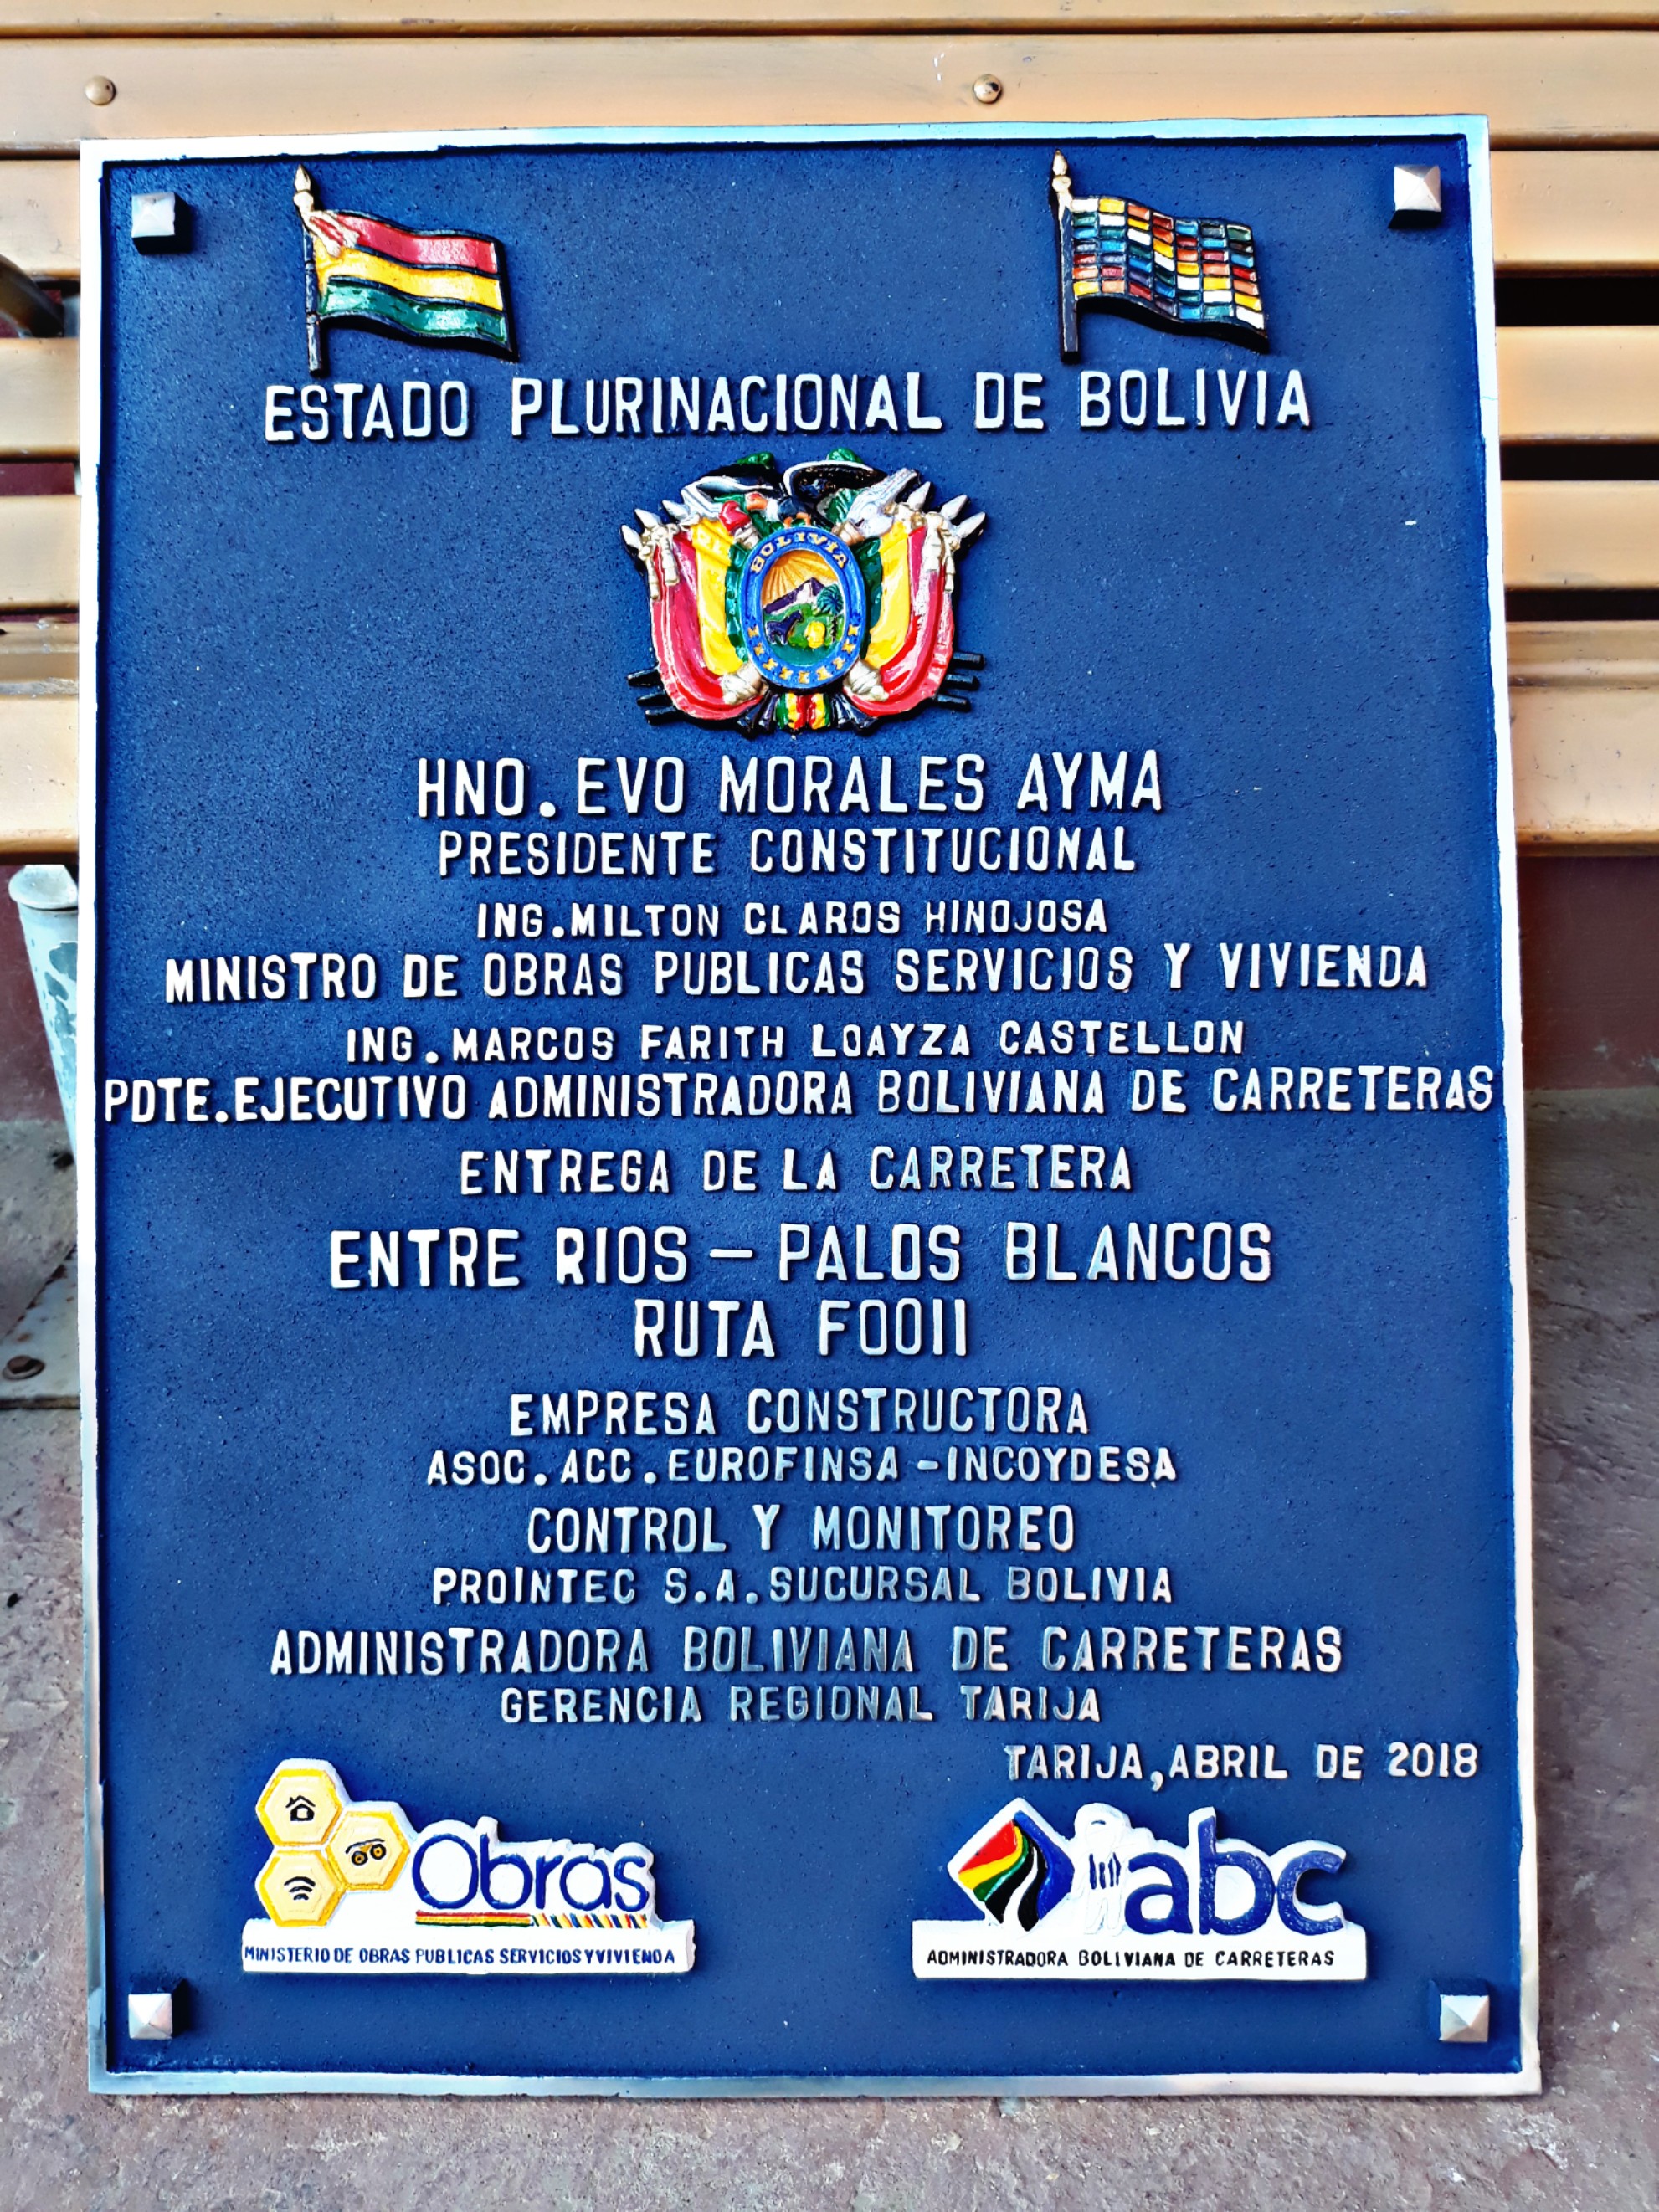 ESTADO PLURINACIONAL DE BOLIVIA
BOLIVIA
HNO. EVO MORALES AYMA
PRESIDENTE CONSTITUCIONAL
ING. MILTON CLAROS HINOJOSA
MINISTRO DE OBRAS PUBLICAS SERVICIOS Y VIVIENDA
ING. MARCOS FARITH LOAYZA CASTELLON
PDTE. EJECUTIVO ADMINISTRADORA BOLIVIANA DE CARRETERAS
ENTREGA DE LA CARRETERA
ENTRE RIOS – PALOS BLANCOS
RUTA F0011
EMPRESA CONSTRUCTORA
ASOC. ACC. EUROFINSA – INCOYDESA
CONTROL Y MONITOREO
PROINTEC S.A. SUCURSAL BOLIVIA
ADMINISTRADORA BOLIVIANA DE CARRETERAS
GERENCIA REGIONAL TARIJA
TARIJA, ABRIL DE 2018
Obras
MINISTERIO DE OBRAS PUBLICAS SERVICIOS Y VIVIENDA
abc
ADMINISTRADORA BOLIVIANA DE CARRETERAS